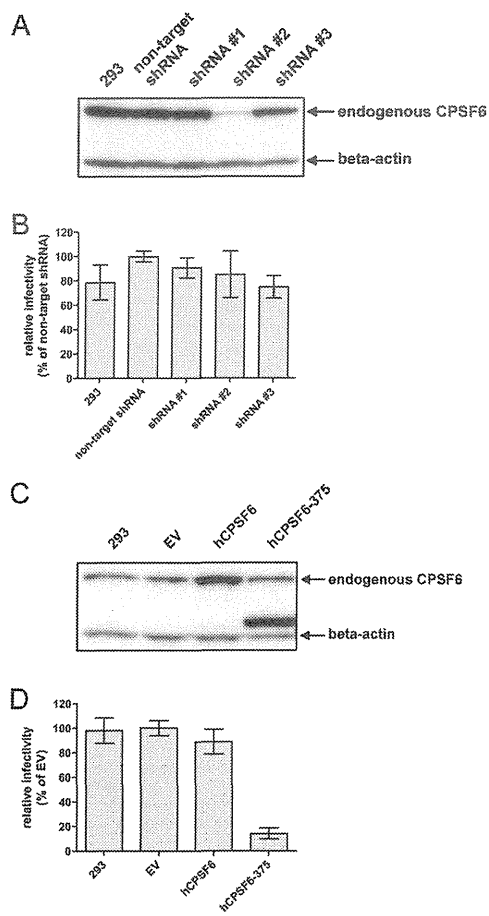 A
293
non-target
shRNA
shRNA #1
shRNA #2
shRNA #3
endogenous CPSF6
beta-actin
B
relative infectivity
(% of non-target shRNA)
120
100
80
60
40
20
0
293
non-target shRNA
shRNA #1
shRNA #2
shRNA #3
C
293
EV
hCPSF6
hCPSF6-375
endogenous CPSF6
beta-actin
D
relative infectivity
(% of EV)
120
100
80
60
40
20
0
293
EV
hCPSF6
hCPSF6-375